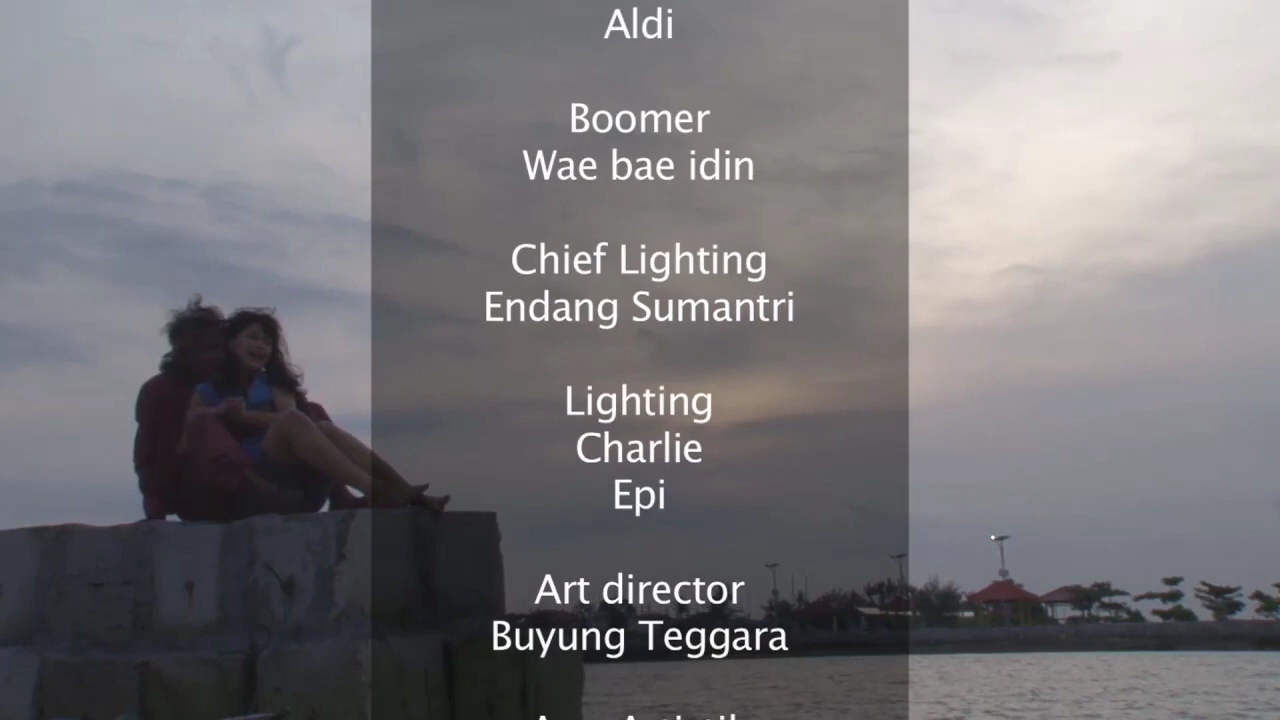 Aldi
Boomer
Wae bae idin
Chief Lighting
Endang Sumantri
Lighting
Charlie
Epi
Art director
Buyung Teggara